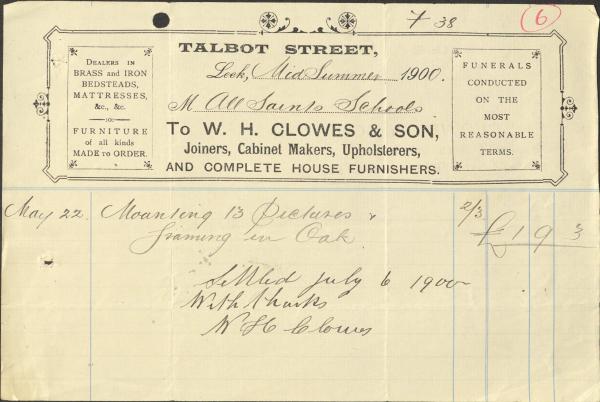 7 38
6
TALBOT STREET,
Leek, Mid Summer 1900.
M All Saints Schools
TO W. H. CLOWES & SON,
Joiners, Cabinet Makers, Upholsterers,
AND COMPLETE HOUSE FURNISHERS.
DEALERS IN
BRASS and IRON
BEDSTEADS,
MATTRESSES,
&c., &c.
FURNITURE
of all kinds
MADE to ORDER.
FUNERALS
CONDUCTED
ON THE
MOST
REASONABLE
TERMS.
May 22 Mounting 13 Pictures & 2/3 £1 9 3
framing in Oak
Settled July 6 1900
With thanks
W H Clowes